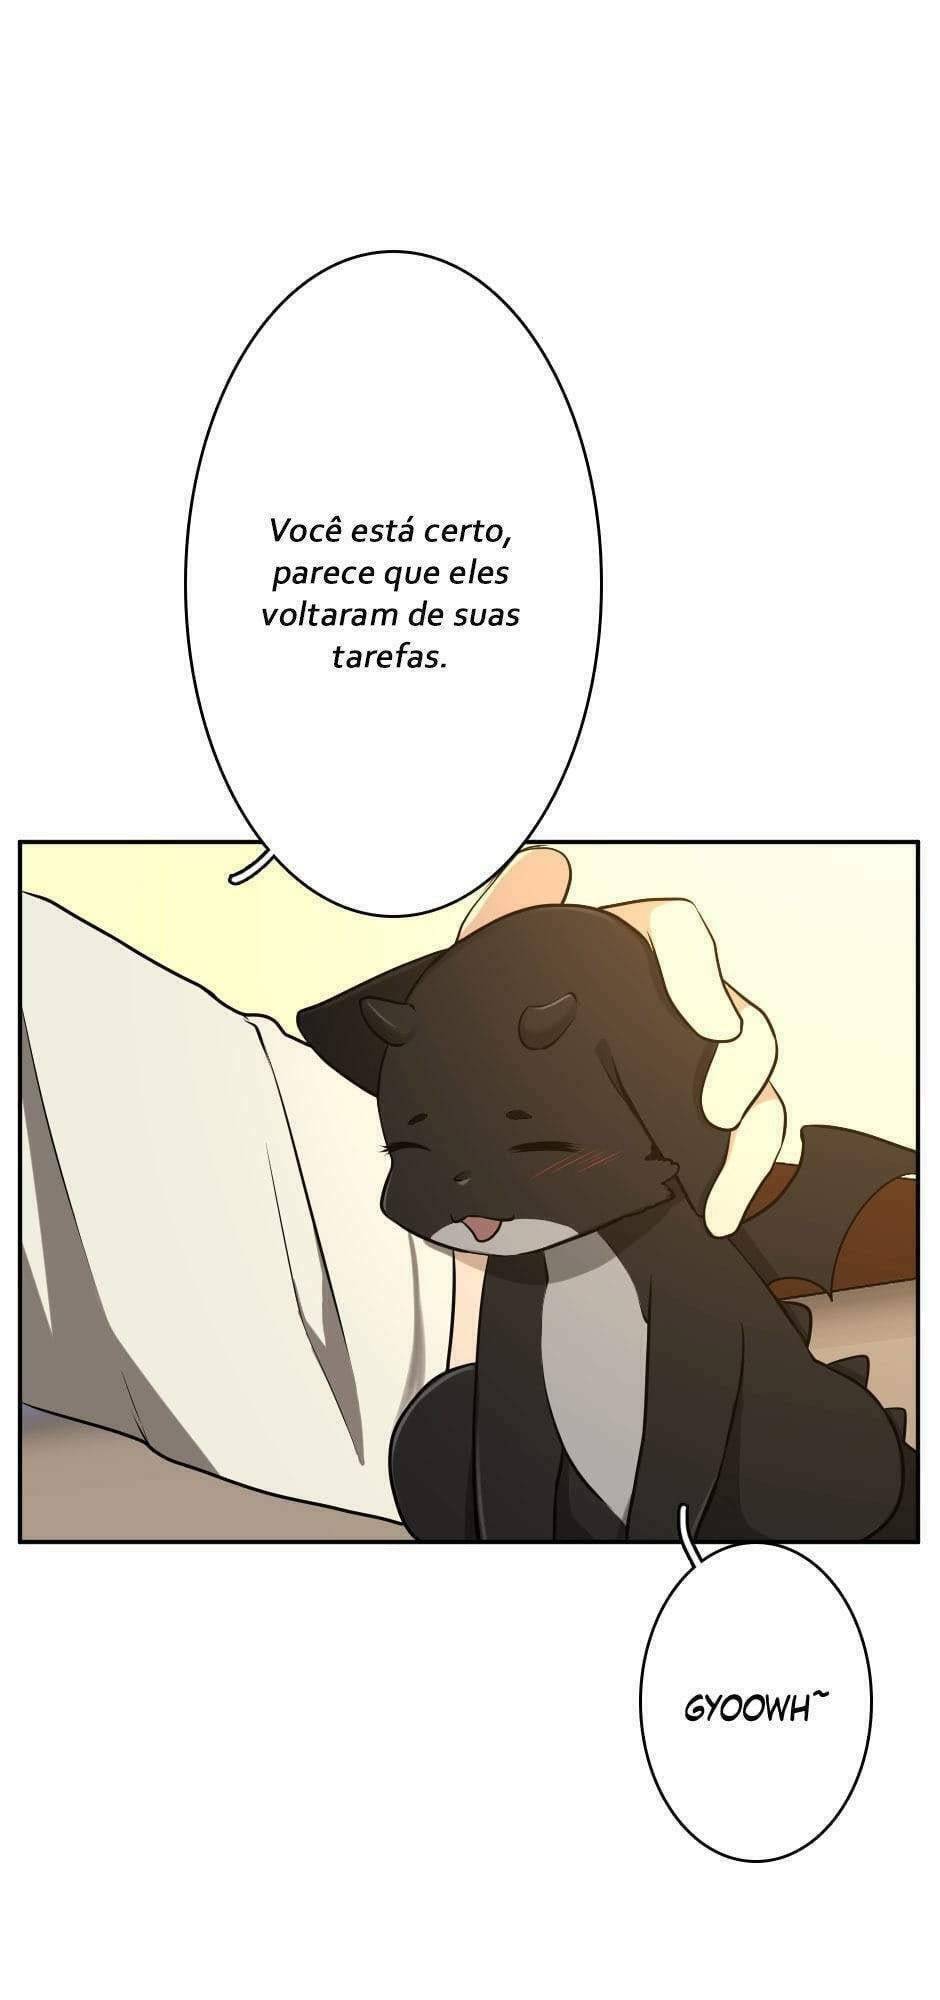 Você está certo,
parece que eles
voltaram de suas
tarefas.
GYOOWH~